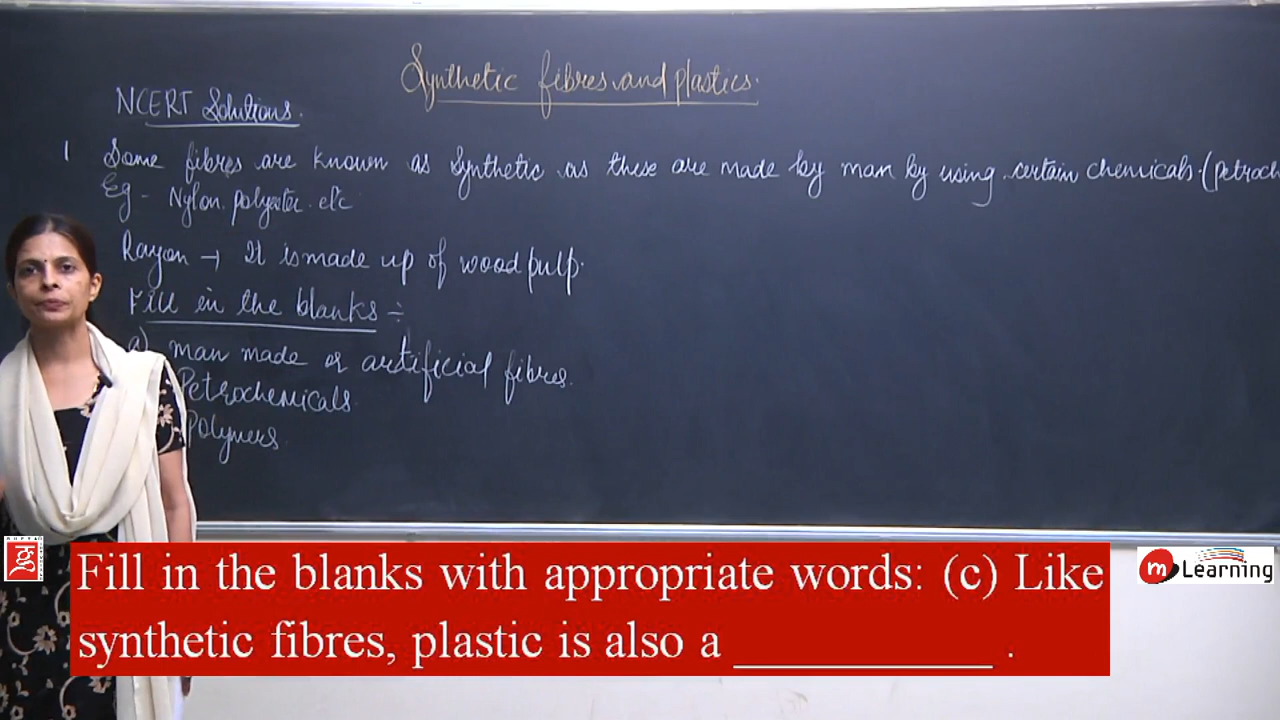 Synthetic fibres and plastics.
NCERT Solutions.
1 Some fibres are known as synthetic as these are made by man by using certain chemicals. (petroch
Eg - Nylon. polyester. etc
Rayon → It is made up of wood pulp.
Fill in the blanks ÷
a) man made or artificial fibres.
Petrochemicals
Polymers
Fill in the blanks with appropriate words: (c) Like
synthetic fibres, plastic is also a __________ .
m Learning